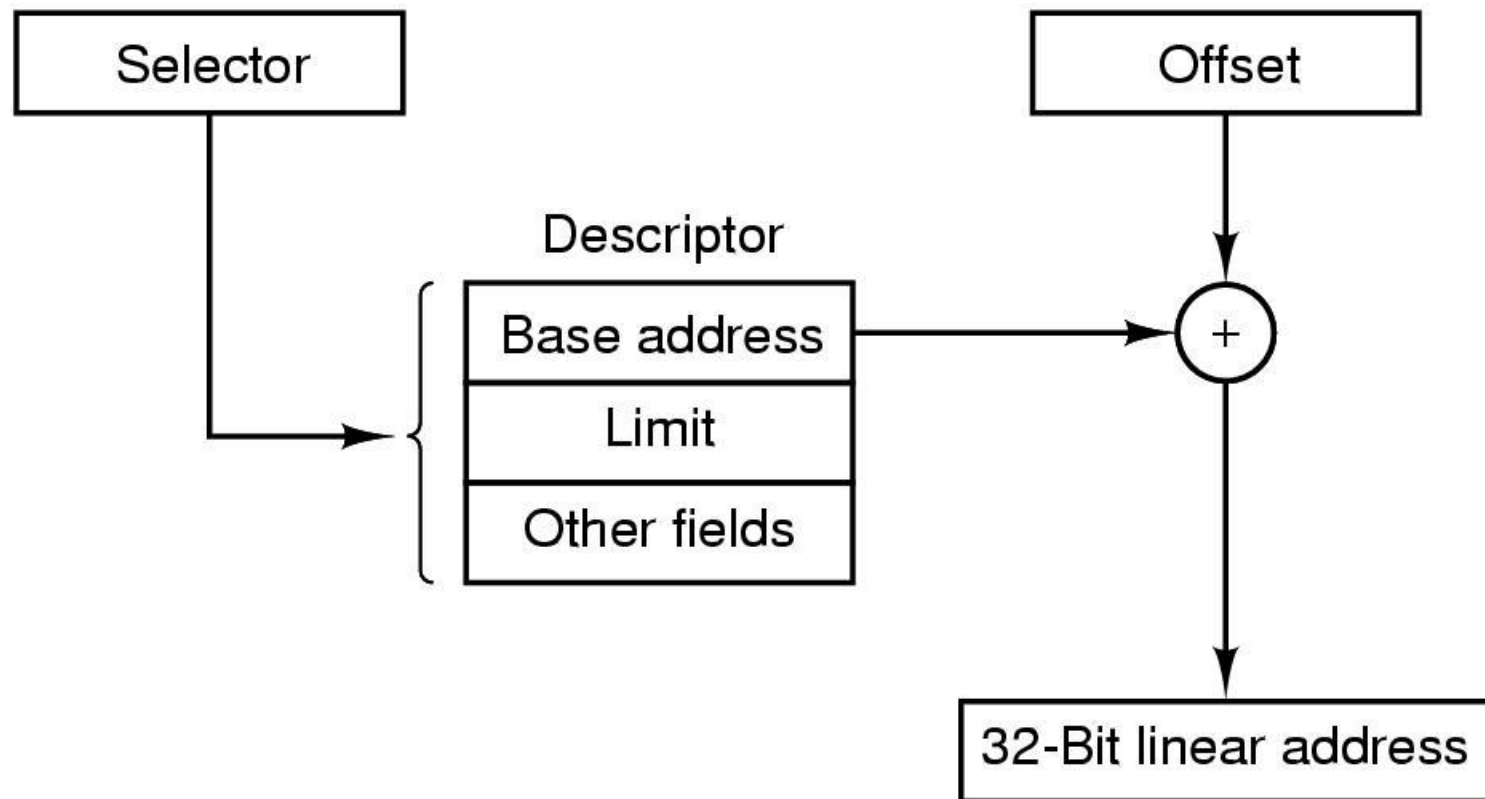 Selector
Offset
Descriptor
Base address
+
Limit
Other fields
32-Bit linear address